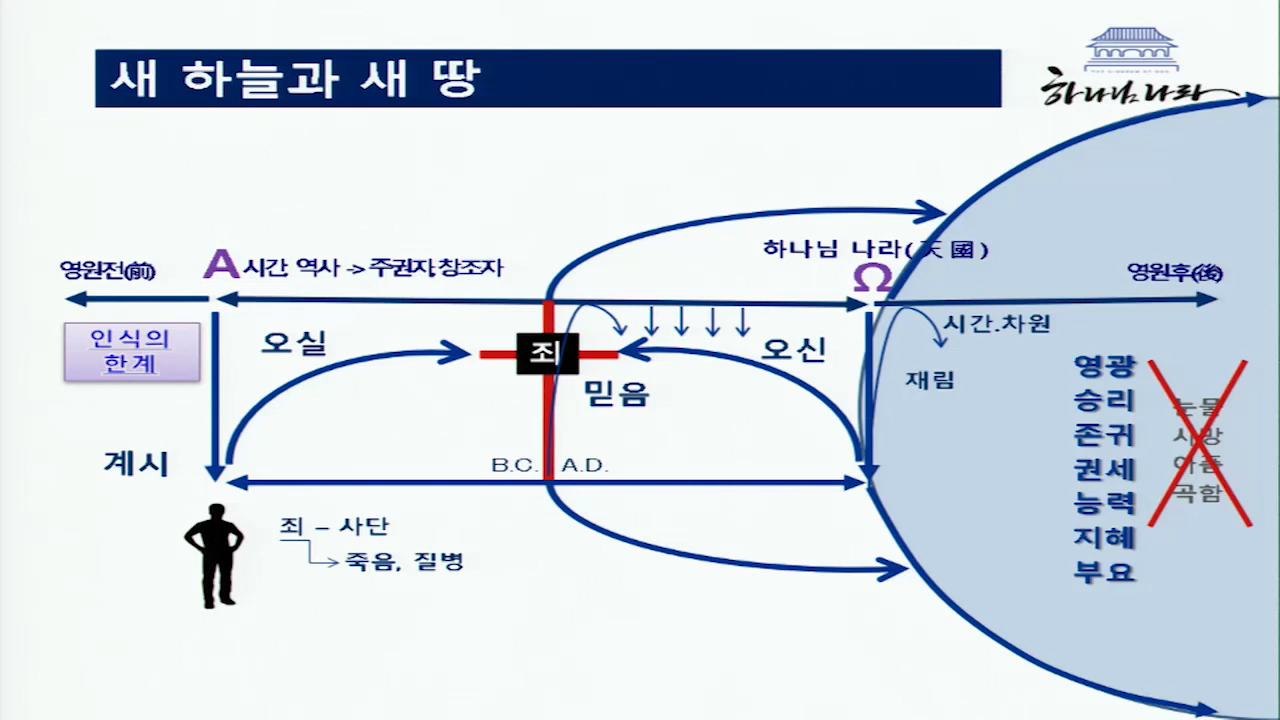 새 하늘과 새 땅
하나님나라
하나님 나라(天國)
영원전(前)
A 시간 역사 -> 주권자, 창조자
Ω
영원후(後)
인식의
한계
오실
죄
오신
시간.차원
믿음
재림
영광
승리
존귀
권세
능력
지혜
부요
눈물
사망
아픔
곡함
계시
B.C. A.D.
죄 – 사단
죽음, 질병